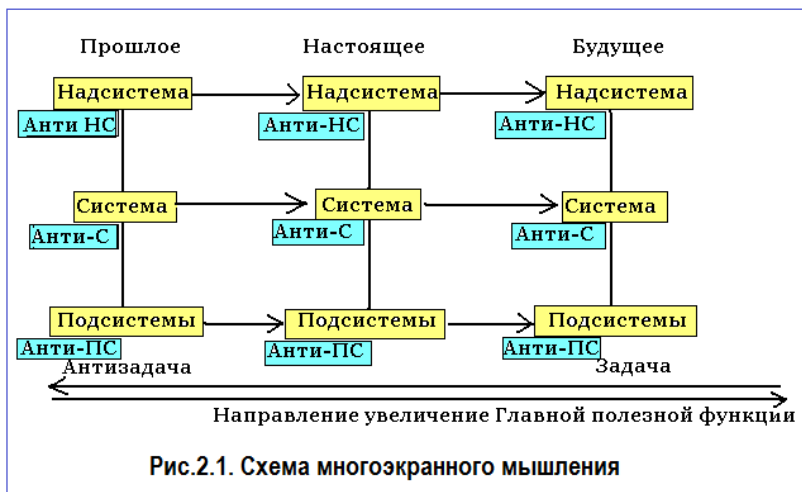 Прошлое Настоящее Будущее
Надсистема Надсистема Надсистема
Анти НС Анти-НС Анти-НС
Система Система Система
Анти-С Анти-С Анти-С
Подсистемы Подсистемы Подсистемы
Анти-ПС Анти-ПС Анти-ПС
Антизадача Задача
Направление увеличение Главной полезной функции
Рис.2.1. Схема многоэкранного мышления